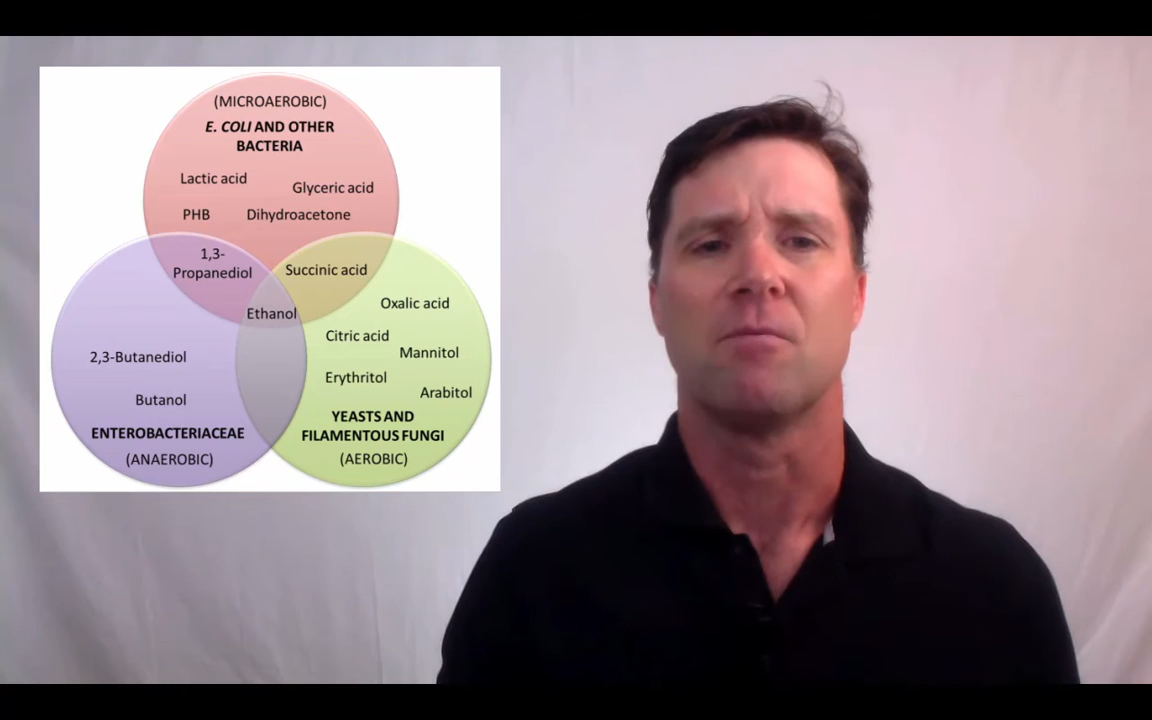 (MICROAEROBIC)
E. COLI AND OTHER
BACTERIA
Lactic acid
Glyceric acid
PHB
Dihydroacetone
1,3-
Propanediol
Succinic acid
Ethanol
Oxalic acid
Citric acid
Mannitol
2,3-Butanediol
Erythritol
Arabitol
Butanol
YEASTS AND
FILAMENTOUS FUNGI
(AEROBIC)
ENTEROBACTERIACEAE
(ANAEROBIC)